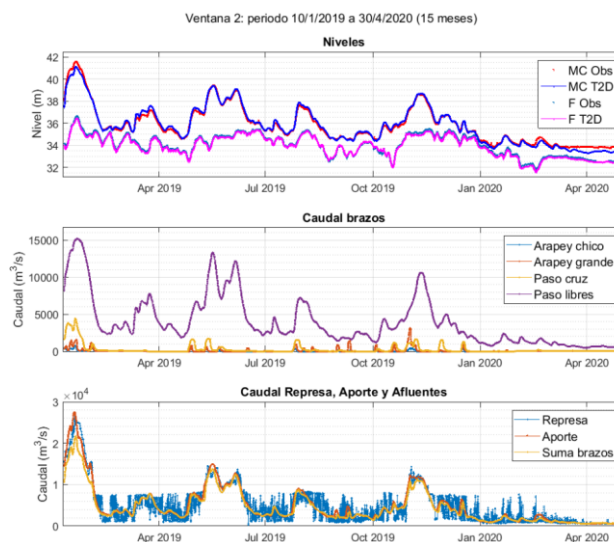 Ventana 2: periodo 10/1/2019 a 30/4/2020 (15 meses)
Niveles
42
40
38
36
34
32
Nivel (m)
MC Obs
MC T2D
F Obs
F T2D
Apr 2019
Jul 2019
Oct 2019
Jan 2020
Apr 2020
Caudal brazos
15000
10000
5000
0
Caudal (m³/s)
Arapey chico
Arapey grande
Paso cruz
Paso libres
Apr 2019
Jul 2019
Oct 2019
Jan 2020
Apr 2020
Caudal Represa, Aporte y Afluentes
×10⁴
3
2
1
0
Caudal (m³/s)
Represa
Aporte
Suma brazos
Apr 2019
Jul 2019
Oct 2019
Jan 2020
Apr 2020